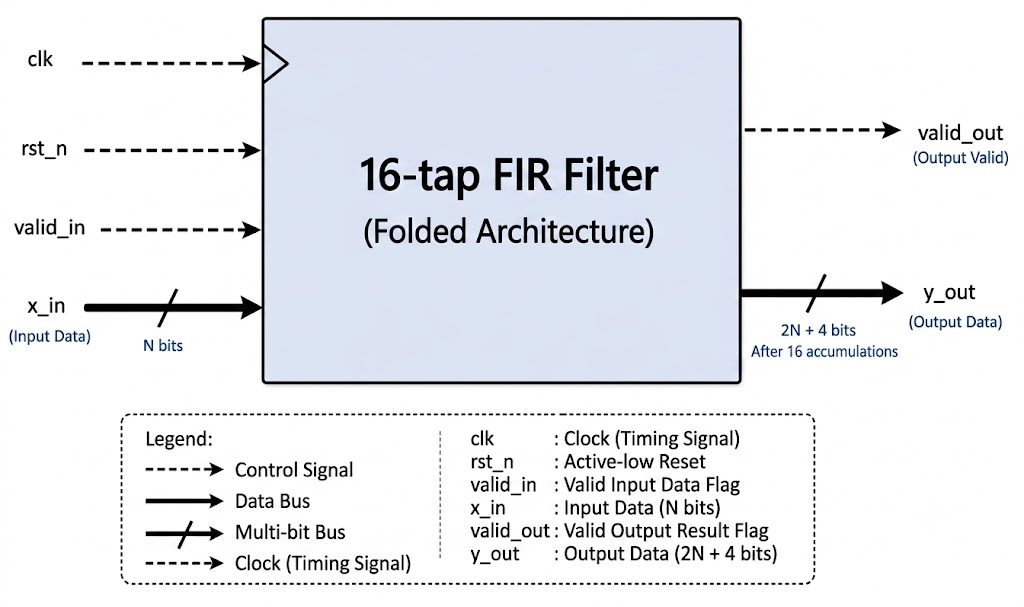 clk
rst_n
valid_in
x_in
(Input Data)
N bits
16-tap FIR Filter
(Folded Architecture)
valid_out
(Output Valid)
y_out
(Output Data)
2N + 4 bits
After 16 accumulations
Legend:
Control Signal
Data Bus
Multi-bit Bus
Clock (Timing Signal)
clk : Clock (Timing Signal)
rst_n : Active-low Reset
valid_in : Valid Input Data Flag
x_in : Input Data (N bits)
valid_out : Valid Output Result Flag
y_out : Output Data (2N + 4 bits)